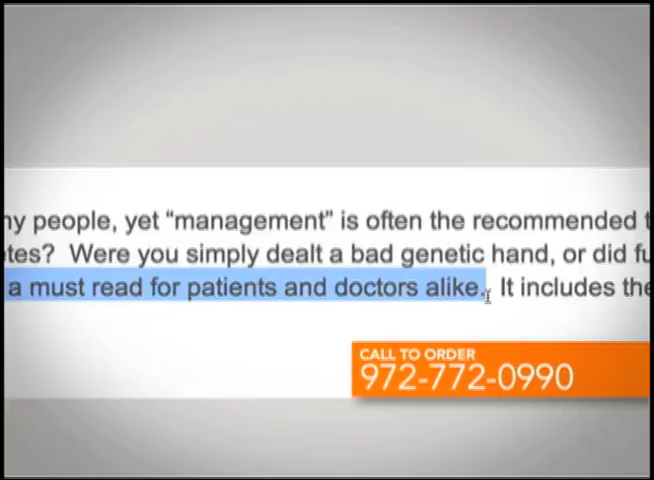 ny people, yet “management” is often the recommended t
tes? Were you simply dealt a bad genetic hand, or did fu
a must read for patients and doctors alike. It includes the
CALL TO ORDER
972-772-0990